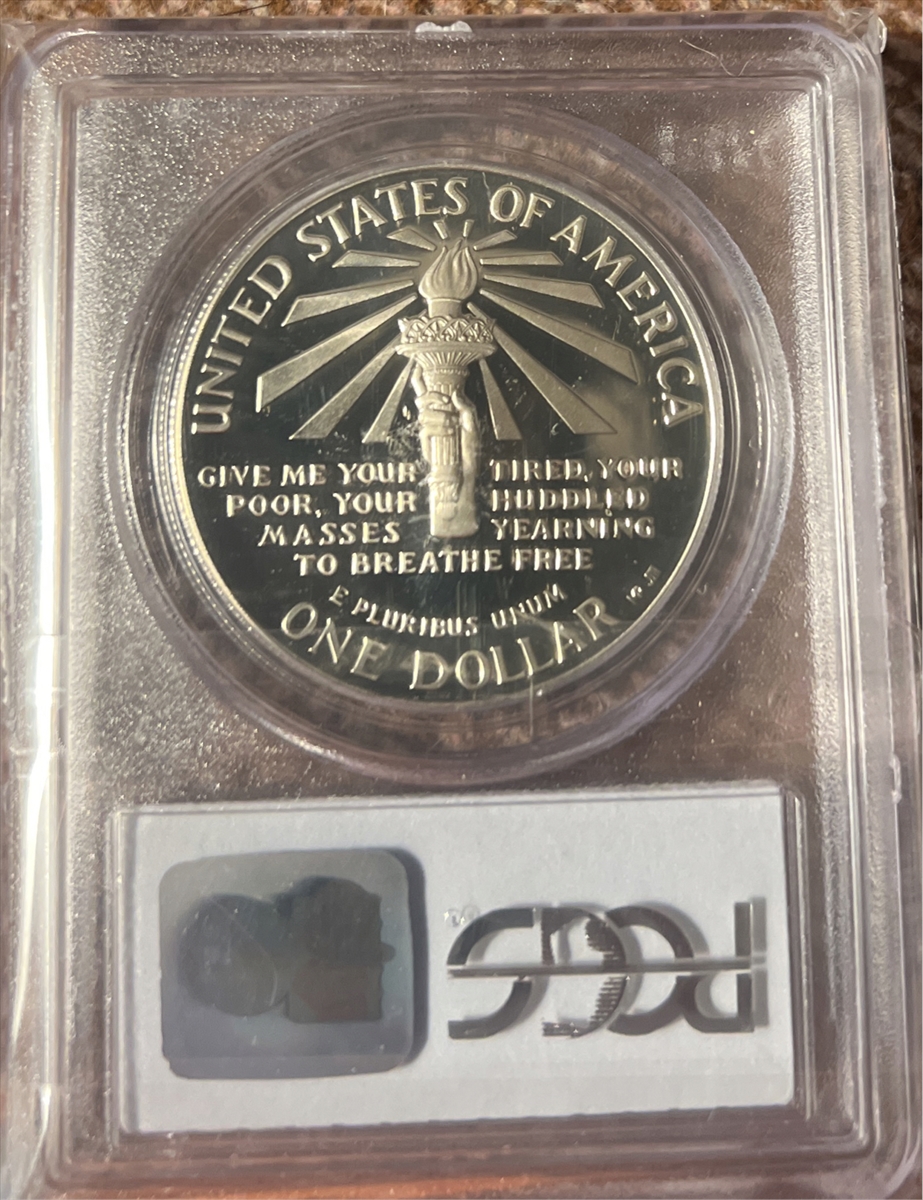 UNITED STATES OF AMERICA
GIVE ME YOUR TIRED, YOUR
POOR, YOUR HUDDLED
MASSES YEARNING
TO BREATHE FREE
E PLURIBUS UNUM
ONE DOLLAR
PCGS